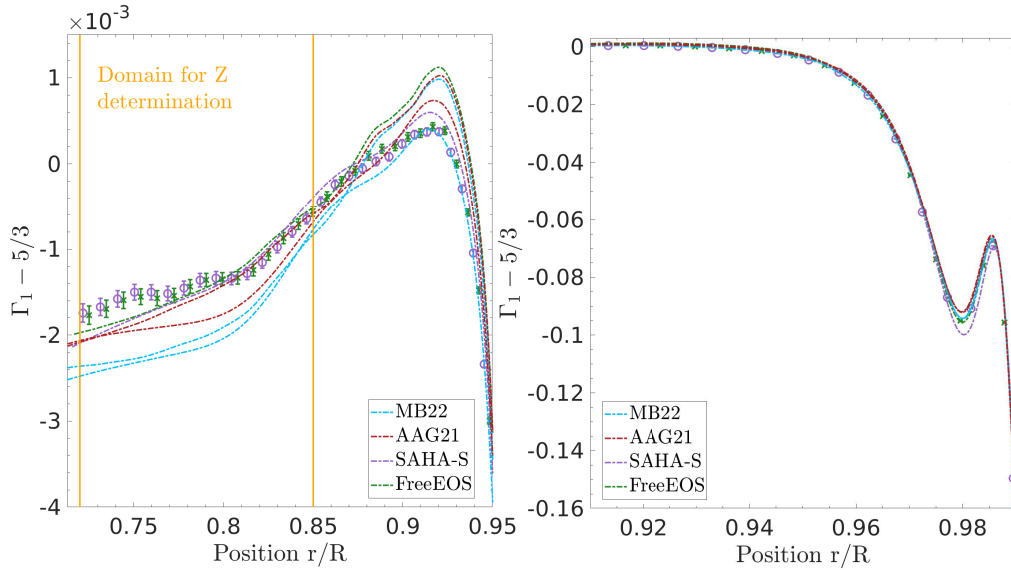 ×10⁻³
1
0
-1
-2
-3
-4
Γ₁ − 5/3
Domain for Z
determination
MB22
AAG21
SAHA-S
FreeEOS
0.75
0.8
0.85
0.9
0.95
Position r/R
0
-0.02
-0.04
-0.06
-0.08
-0.1
-0.12
-0.14
-0.16
Γ₁ − 5/3
MB22
AAG21
SAHA-S
FreeEOS
0.92
0.94
0.96
0.98
Position r/R